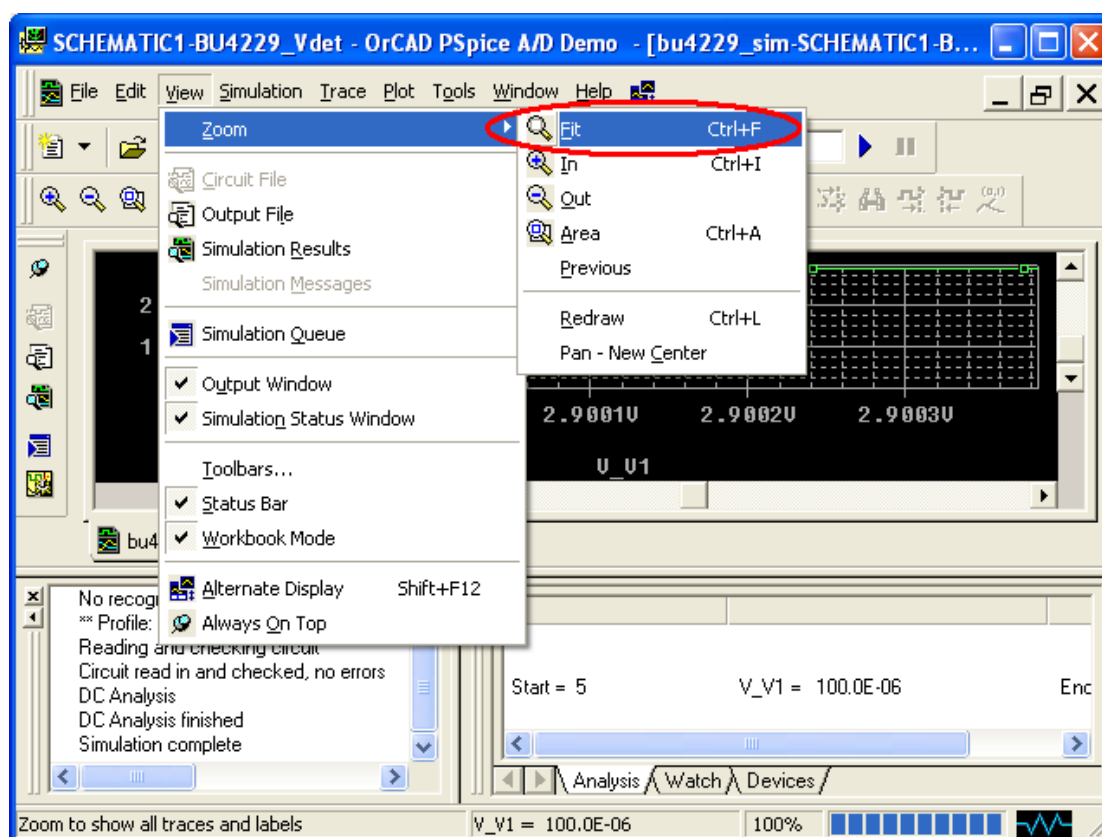 SCHEMATIC1-BU4229_Vdet - OrCAD PSpice A/D Demo - [bu4229_sim-SCHEMATIC1-B...
File Edit View Simulation Trace Plot Tools Window Help
Zoom
Fit Ctrl+F
In Ctrl+I
Out
Area Ctrl+A
Previous
Redraw Ctrl+L
Pan - New Center
Circuit File
Output File
Simulation Results
Simulation Messages
Simulation Queue
Output Window
Simulation Status Window
Toolbars...
Status Bar
Workbook Mode
Alternate Display Shift+F12
Always On Top
2
1
2.9001V 2.9002V 2.9003V
V_V1
bu4
No recogn
** Profile:
Reading and checking circuit
Circuit read in and checked, no errors
DC Analysis
DC Analysis finished
Simulation complete
Start = 5 V_V1 = 100.0E-06 Enc
Analysis Watch Devices
Zoom to show all traces and labels V_V1 = 100.0E-06 100%